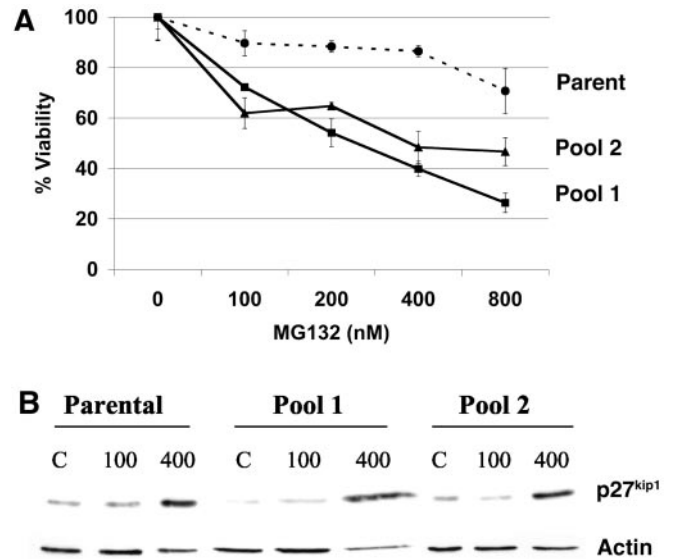 A
100
80
60
40
20
0
% Viability
Parent
Pool 2
Pool 1
0 100 200 400 800
MG132 (nM)
B
Parental Pool 1 Pool 2
C 100 400 C 100 400 C 100 400
p27kip1
Actin